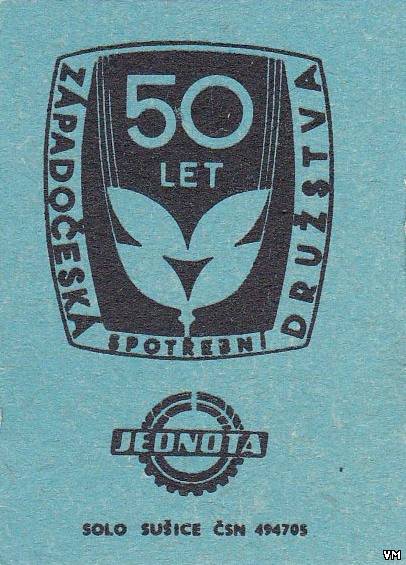 50
LET
ZÁPADOČESKÁ
SPOTŘEBNÍ
DRUŽSTVA
JEDNOTA
SOLO SUŠICE ČSN 494705
VM